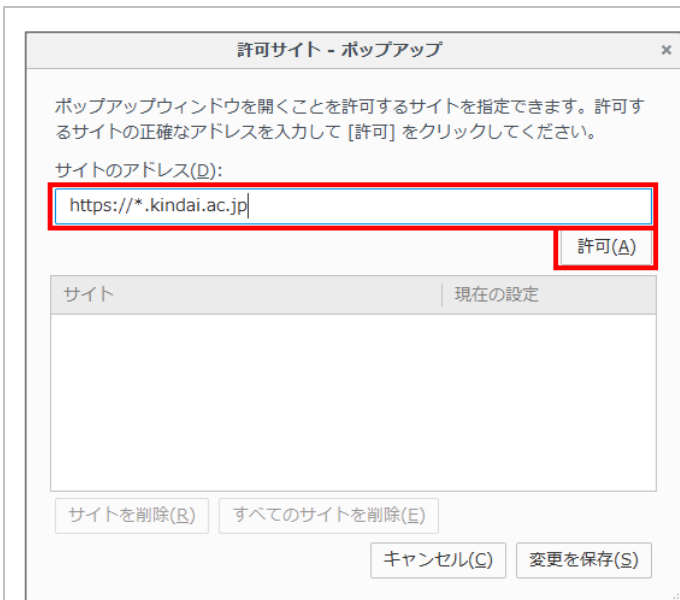 許可サイト - ポップアップ ×
ポップアップウィンドウを開くことを許可するサイトを指定できます。許可す
るサイトの正確なアドレスを入力して [許可] をクリックしてください。
サイトのアドレス(D):
https://*.kindai.ac.jp
許可(A)
サイト 現在の設定
サイトを削除(R) すべてのサイトを削除(E)
キャンセル(C) 変更を保存(S)